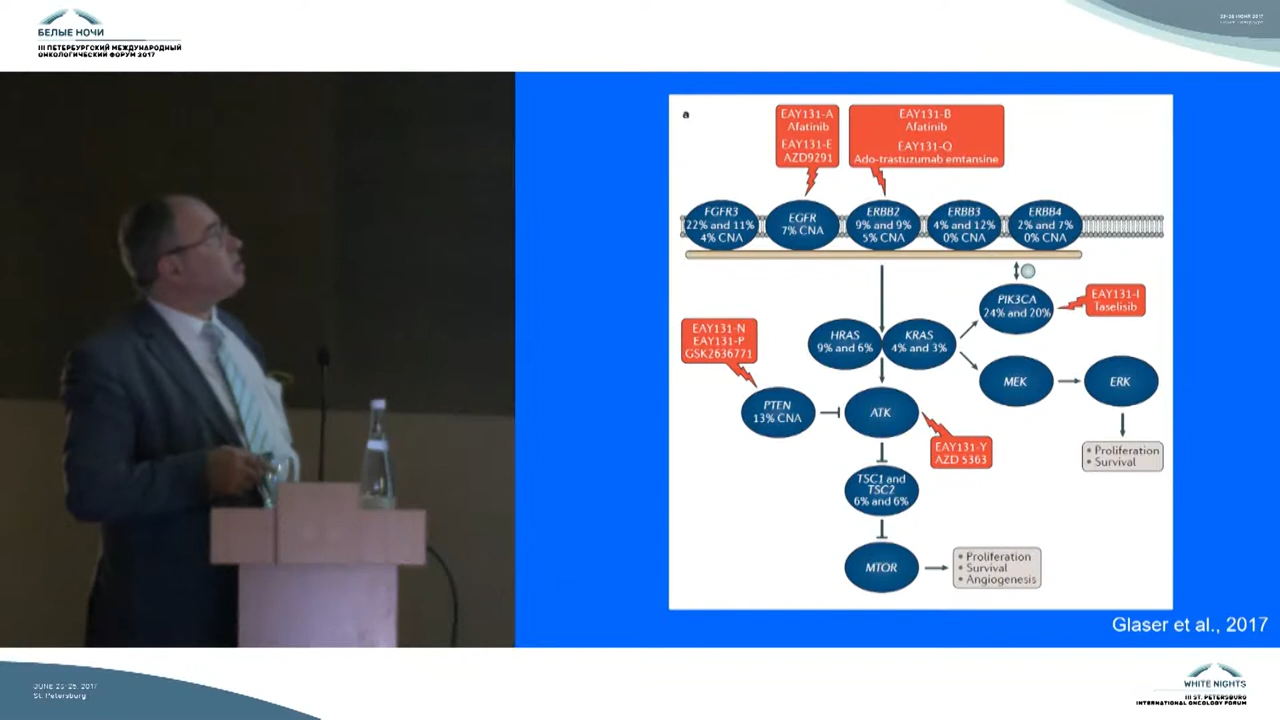 БЕЛЫЕ НОЧИ
III ПЕТЕРБУРГСКИЙ МЕЖДУНАРОДНЫЙ
ОНКОЛОГИЧЕСКИЙ ФОРУМ 2017
a
EAY131-A
Afatinib
EAY131-E
AZD9291
EAY131-B
Afatinib
EAY131-Q
Ado-trastuzumab emtansine
FGFR3
22% and 11%
4% CNA
EGFR
7% CNA
ERBB2
9% and 9%
5% CNA
ERBB3
4% and 12%
0% CNA
ERBB4
2% and 7%
0% CNA
PIK3CA
24% and 20%
EAY131-I
Taselisib
EAY131-N
EAY131-P
GSK2636771
HRAS
9% and 6%
KRAS
4% and 3%
MEK
ERK
PTEN
13% CNA
ATK
EAY131-Y
AZD 5363
• Proliferation
• Survival
TSC1 and
TSC2
6% and 6%
MTOR
• Proliferation
• Survival
• Angiogenesis
Glaser et al., 2017
St. Petersburg
WHITE NIGHTS
III ST. PETERSBURG
INTERNATIONAL ONCOLOGY FORUM